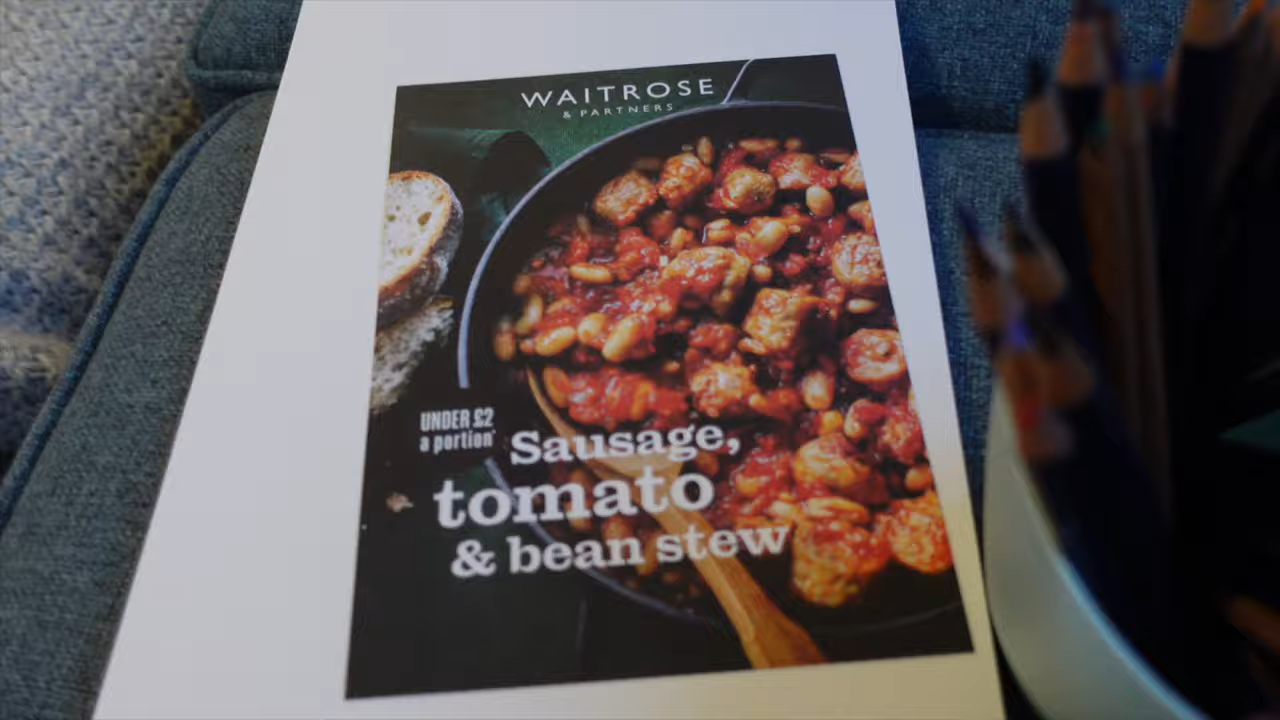 WAITROSE
& PARTNERS
UNDER £2
a portion*
Sausage,
tomato
& bean stew